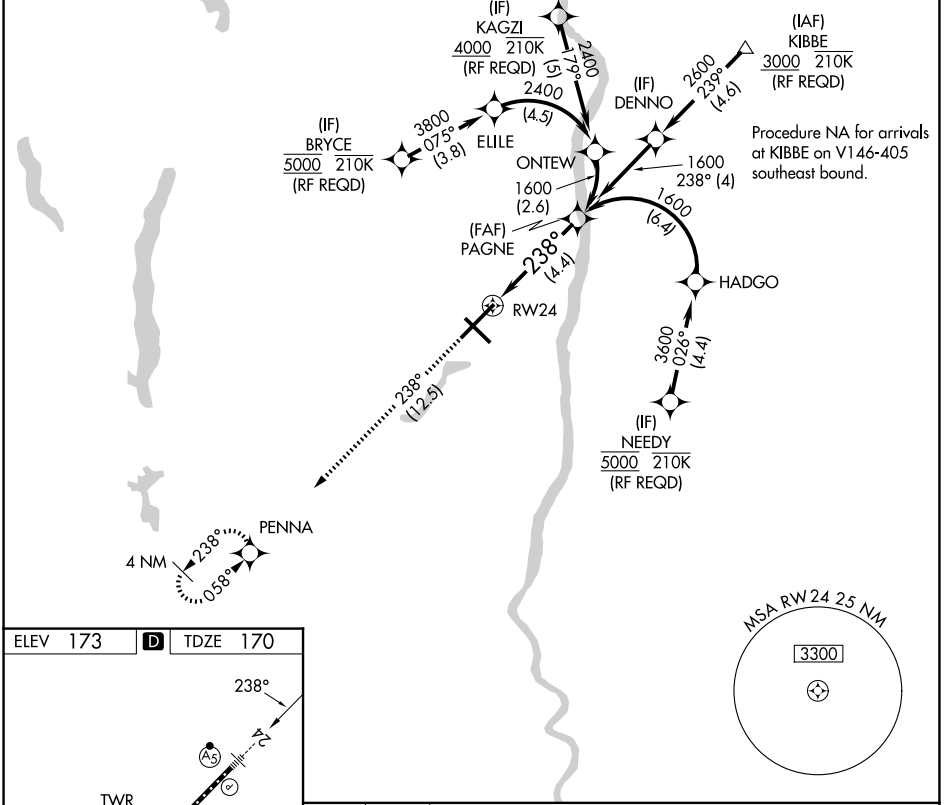 (IF)
KAGZI
4000 210K
(RF REQD)
2400
179°
(5)
(IAF)
KIBBE
3000 210K
(RF REQD)
2600
239°
(4.6)
(IF)
DENNO
2400
(4.5)
3800
075°
(3.8)
ELILE
(IF)
BRYCE
5000 210K
(RF REQD)
Procedure NA for arrivals
at KIBBE on V146-405
southeast bound.
ONTEW
1600
238° (4)
1600
(2.6)
1600
(6.4)
(FAF)
PAGNE
238°
(4.4)
HADGO
RW24
3600
026°
(4.4)
238°
(12.5)
(IF)
NEEDY
5000 210K
(RF REQD)
PENNA
4 NM
238°
058°
MSA RW24 25 NM
3300
ELEV 173 D TDZE 170
238°
24
A5
P
TWR